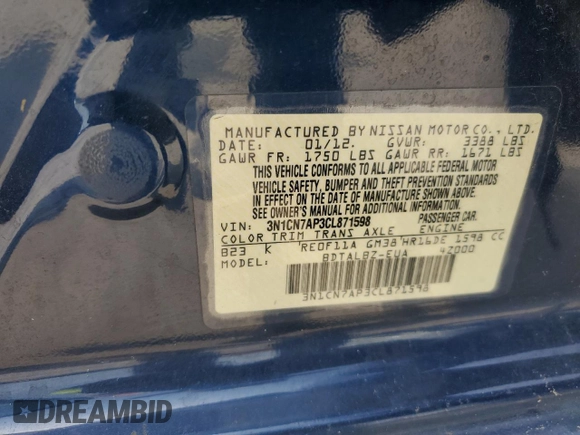 MANUFACTURED BY NISSAN MOTOR CO., LTD.
DATE: 01/12. GVWR: 3388 LBS
GAWR FR: 1750 LBS GAWR RR: 1671 LBS
THIS VEHICLE CONFORMS TO ALL APPLICABLE FEDERAL MOTOR
VEHICLE SAFETY, BUMPER AND THEFT PREVENTION STANDARDS
IN EFFECT ON THE DATE OF MANUFACTURE SHOWN ABOVE.
SEE OWNER'S MANUAL OR INFO. SHEET.
VIN: 3N1CN7AP3CL871598 PASSENGER CAR
COLOR TRIM TRANS AXLE ENGINE
B23 K RE0F11A GM38 HR16DE 1598 CC
MODEL: BDTALBZ-EUA 42000
3N1CN7AP3CL871598
DREAMBID